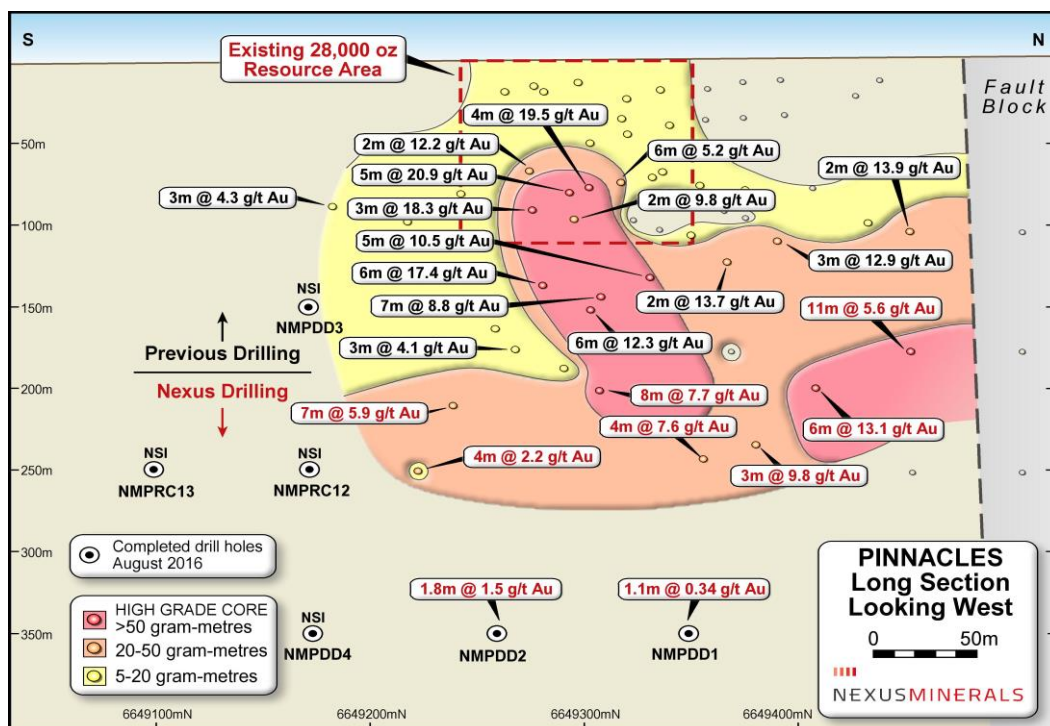 S
N
Existing 28,000 oz
Resource Area
Fault
Block
4m @ 19.5 g/t Au
50m
2m @ 12.2 g/t Au
6m @ 5.2 g/t Au
2m @ 13.9 g/t Au
5m @ 20.9 g/t Au
3m @ 4.3 g/t Au
3m @ 18.3 g/t Au
2m @ 9.8 g/t Au
100m
5m @ 10.5 g/t Au
3m @ 12.9 g/t Au
6m @ 17.4 g/t Au
NSI
NMPDD3
150m
7m @ 8.8 g/t Au
2m @ 13.7 g/t Au
11m @ 5.6 g/t Au
Previous Drilling
3m @ 4.1 g/t Au
6m @ 12.3 g/t Au
Nexus Drilling
200m
7m @ 5.9 g/t Au
8m @ 7.7 g/t Au
4m @ 7.6 g/t Au
6m @ 13.1 g/t Au
NSI
NMPRC13
NSI
NMPRC12
250m
4m @ 2.2 g/t Au
3m @ 9.8 g/t Au
300m
Completed drill holes
August 2016
HIGH GRADE CORE
>50 gram-metres
20-50 gram-metres
5-20 gram-metres
350m
NSI
NMPDD4
1.8m @ 1.5 g/t Au
NMPDD2
1.1m @ 0.34 g/t Au
NMPDD1
PINNACLES
Long Section
Looking West
0 50m
NEXUSMINERALS
6649100mN
6649200mN
6649300mN
6649400mN